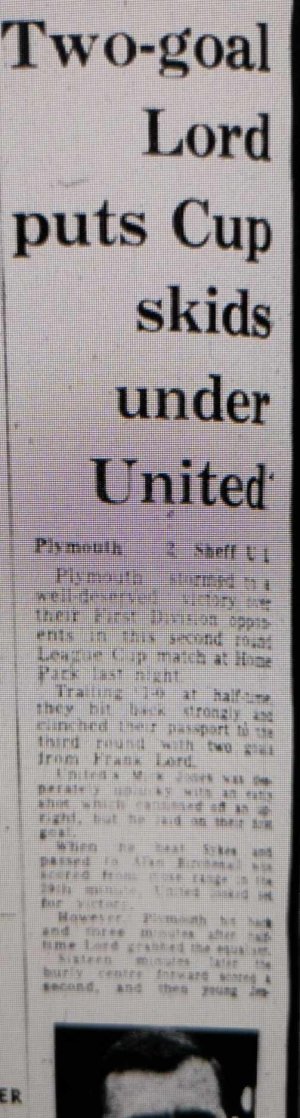 Two-goal
Lord
puts Cup
skids
under
United
Plymouth 2 Sheff U 1
Plymouth stormed to a
well-deserved victory over
their First Division oppon-
ents in this second round
League Cup match at Home
Park last night.
Trailing 1-0 at half-time
they hit back strongly and
clinched their passport to the
third round with two goals
from Frank Lord.
United's Mick Jones was des-
perately unlucky with an early
shot which cannoned off an up-
right, but he laid on their
goal.
When he beat Sykes and
passed to Alan Birchenall was
scored from close range in the
29th minute, United looked set
for victory.
However, Plymouth hit back
and three minutes after half-
time Lord grabbed the equaliser.
Sixteen minutes later the
burly centre forward scored a
second, and then young
ER